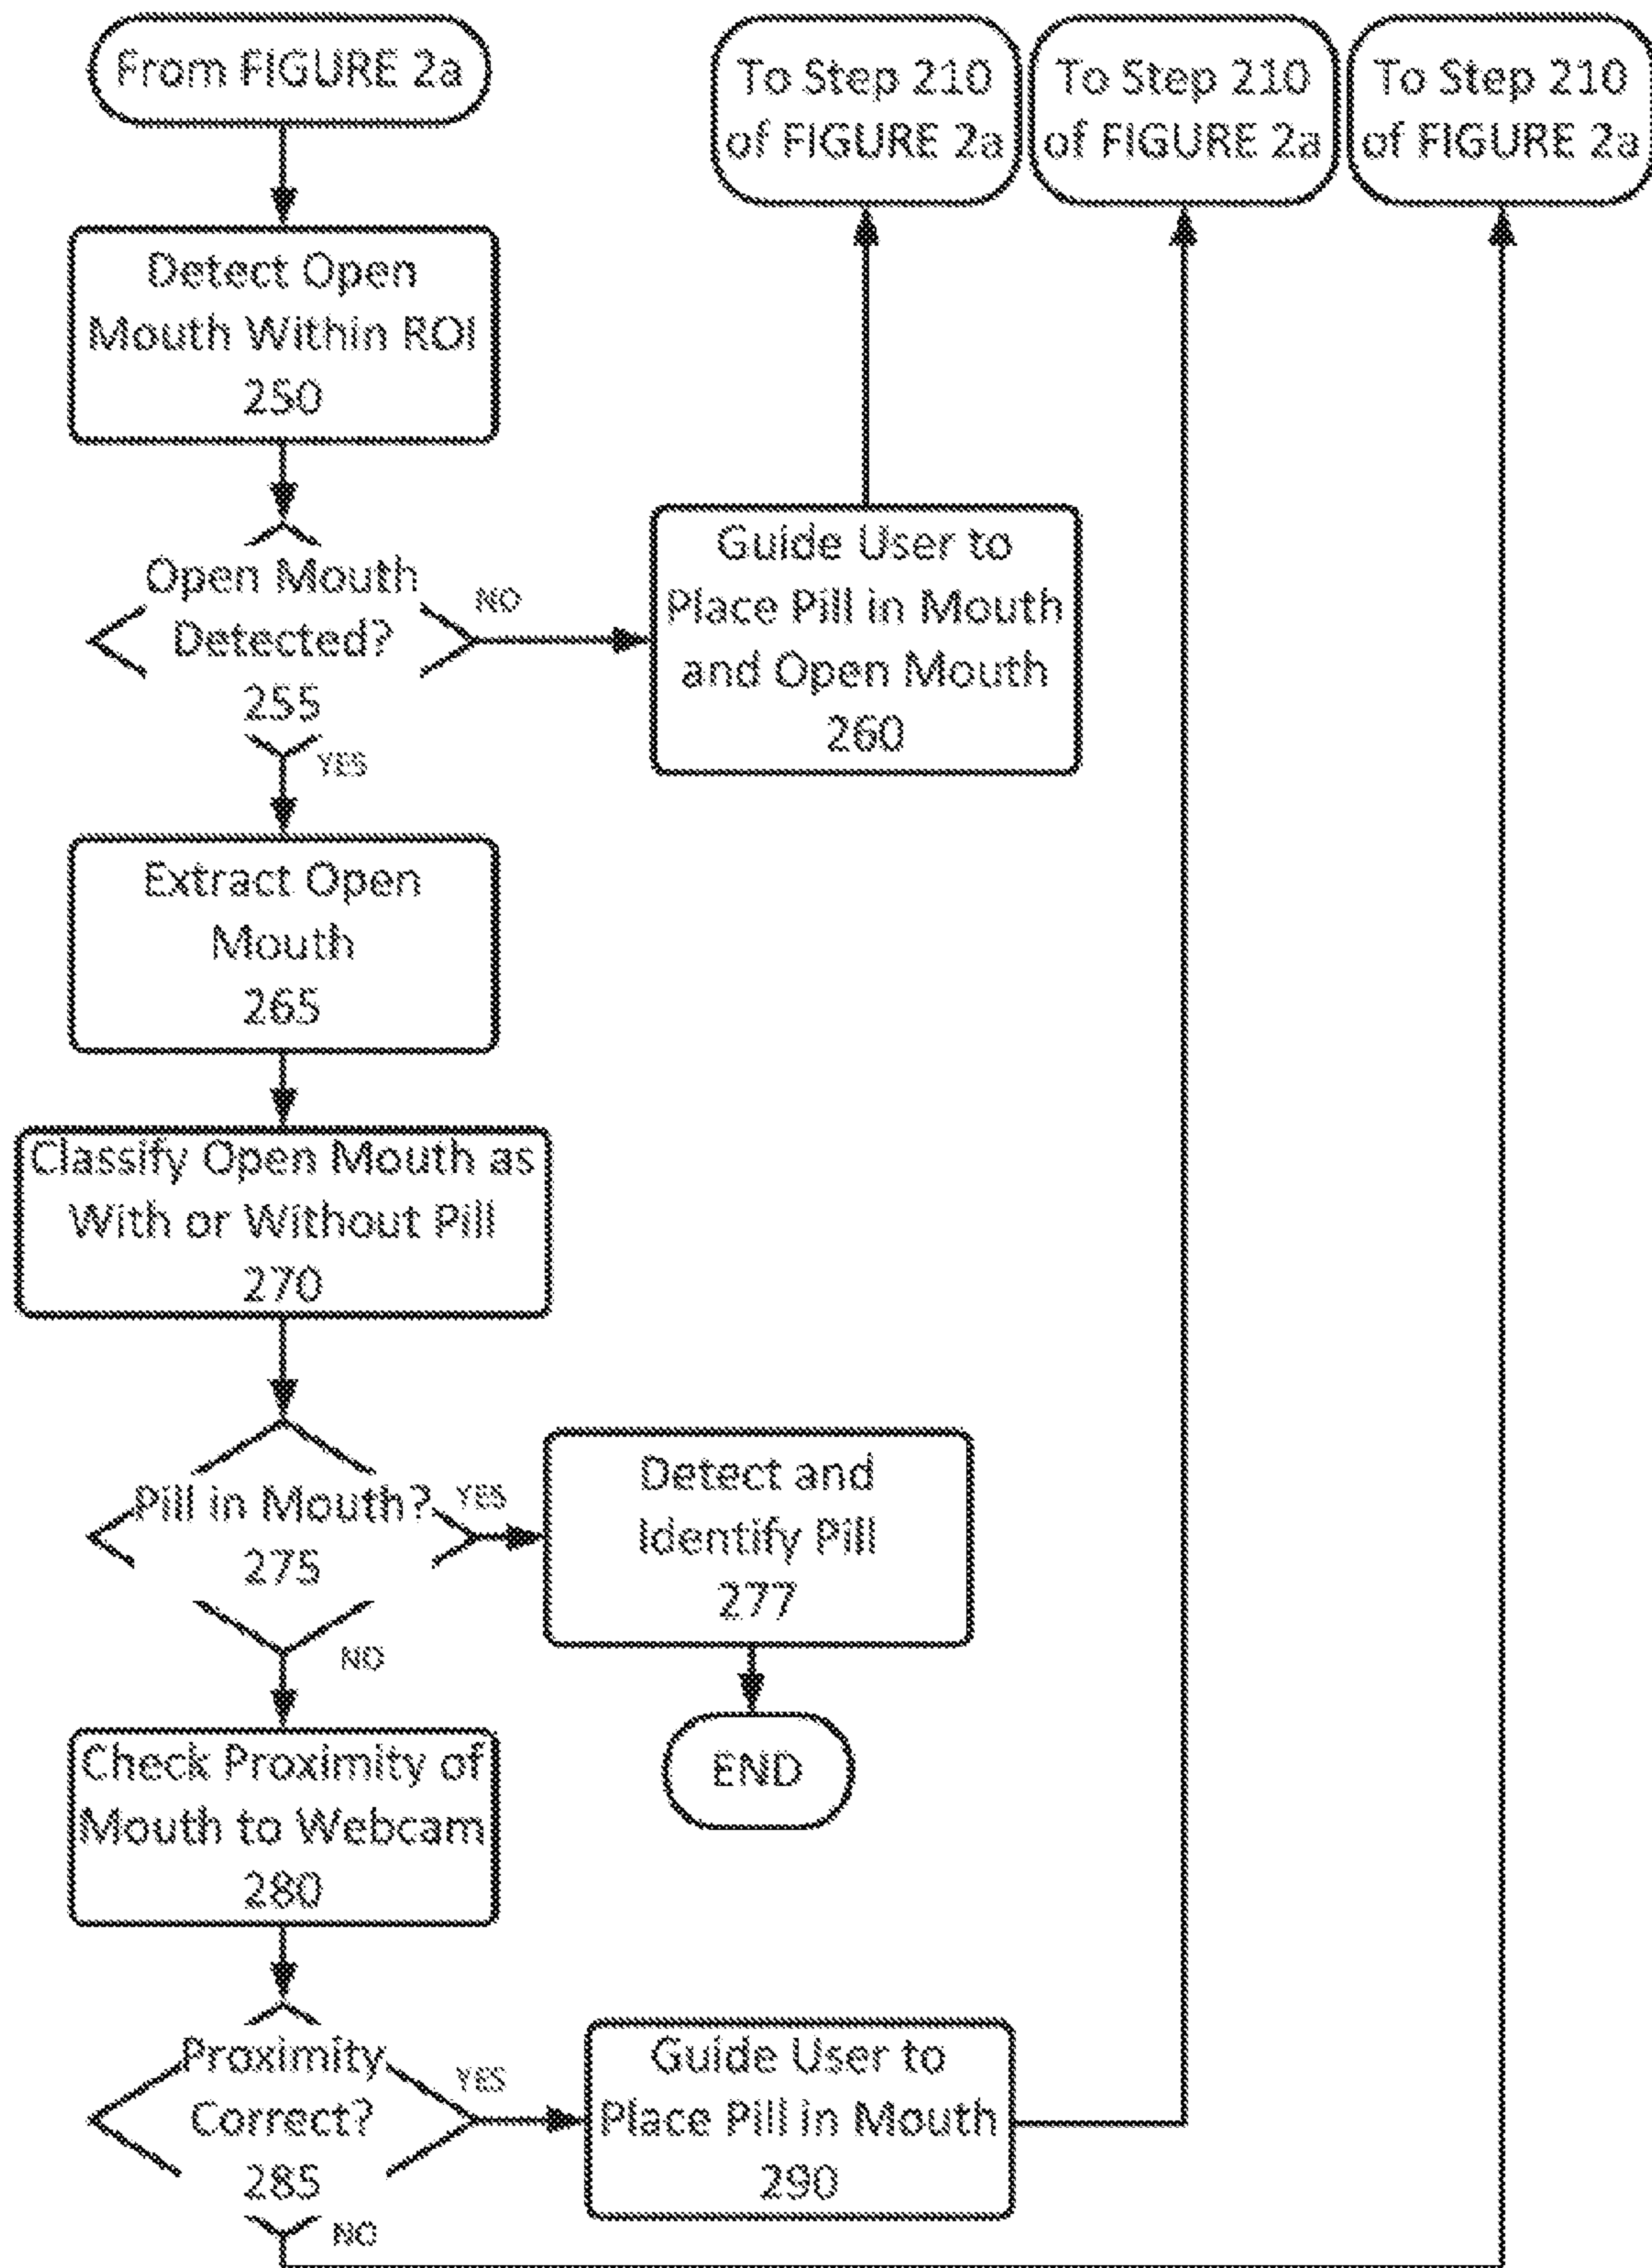 From FIGURE 2a
To Step 210
of FIGURE 2a
To Step 210
of FIGURE 2a
To Step 210
of FIGURE 2a
Detect Open
Mouth Within ROI
250
Open Mouth
Detected?
255
NO
YES
Guide User to
Place Pill in Mouth
and Open Mouth
260
Extract Open
Mouth
265
Classify Open Mouth as
With or Without Pill
270
Pill in Mouth?
275
YES
NO
Detect and
Identify Pill
277
END
Check Proximity of
Mouth to Webcam
280
Proximity
Correct?
285
YES
NO
Guide User to
Place Pill in Mouth
290